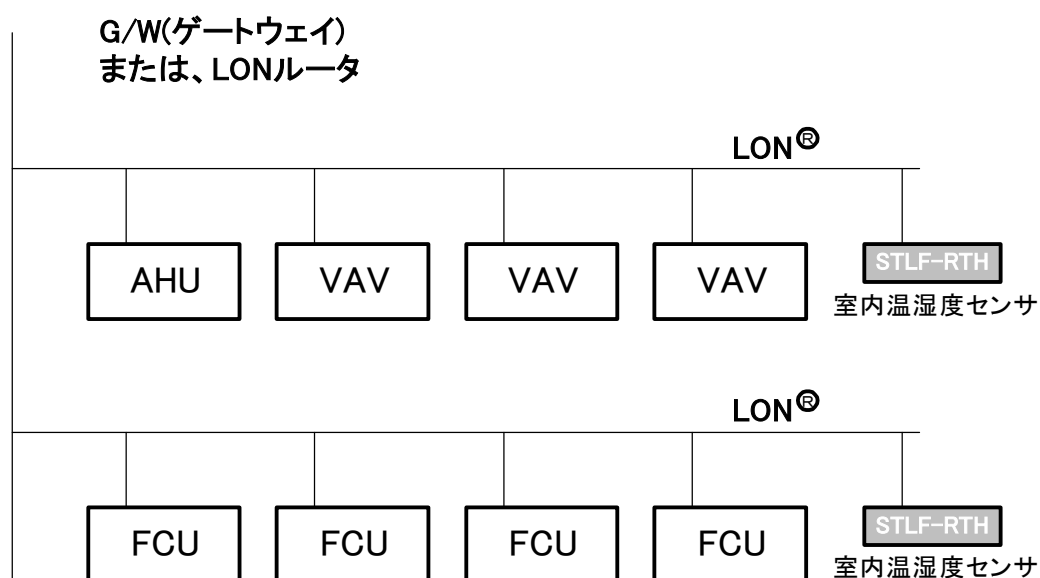 G/W(ゲートウェイ)
または、LONルータ
LON®
AHU
VAV
VAV
VAV
STLF-RTH
室内温湿度センサ
LON®
FCU
FCU
FCU
FCU
STLF-RTH
室内温湿度センサ